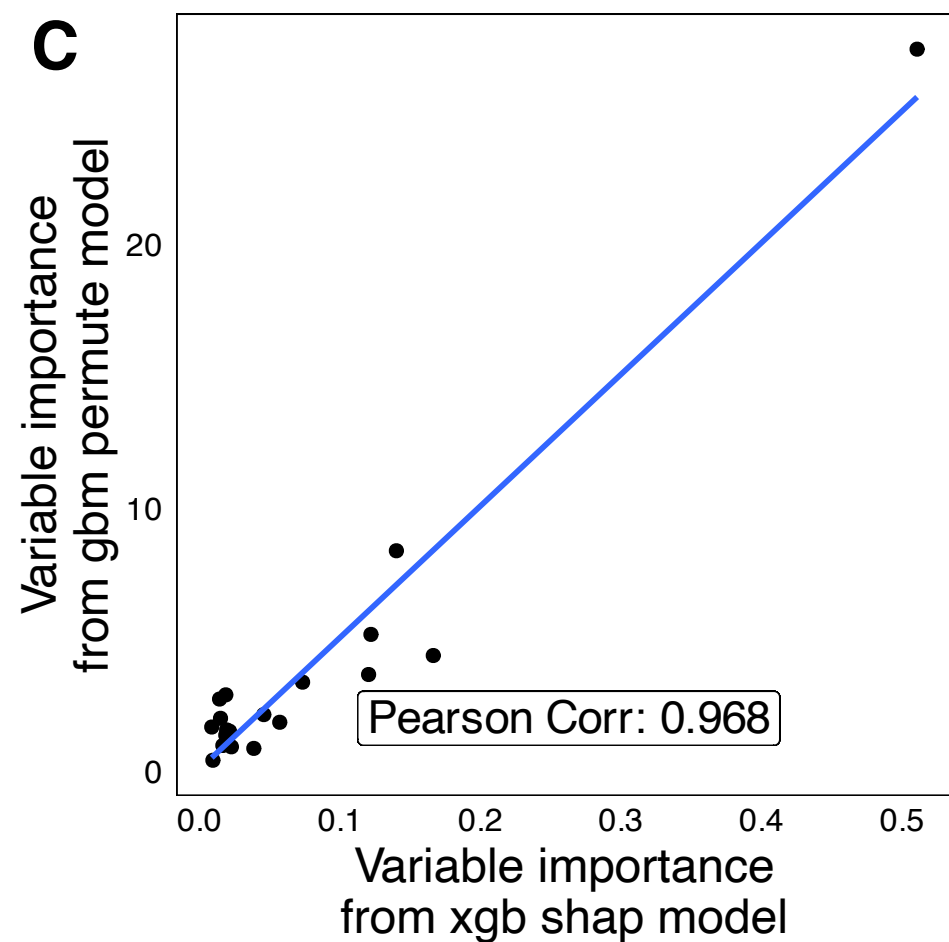 C
Variable importance
from gbm permute model
20
10
0
Pearson Corr: 0.968
0.0 0.1 0.2 0.3 0.4 0.5
Variable importance
from xgb shap model